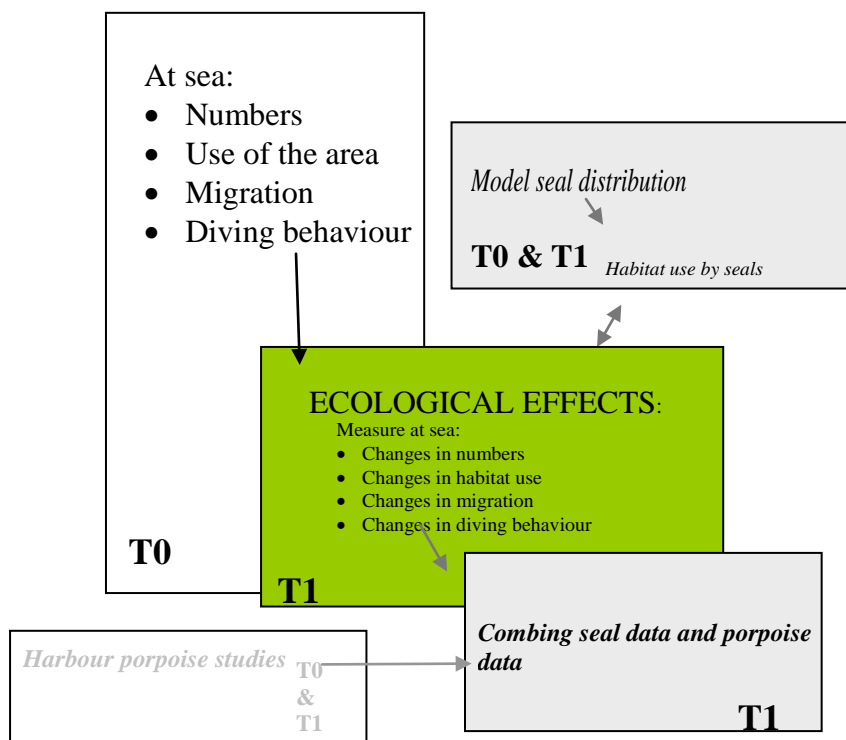 At sea:
• Numbers
• Use of the area
• Migration
• Diving behaviour
T0
Model seal distribution
T0 & T1
Habitat use by seals
ECOLOGICAL EFFECTS:
Measure at sea:
• Changes in numbers
• Changes in habitat use
• Changes in migration
• Changes in diving behaviour
T1
Harbour porpoise studies
T0
&
T1
Combing seal data and porpoise
data
T1